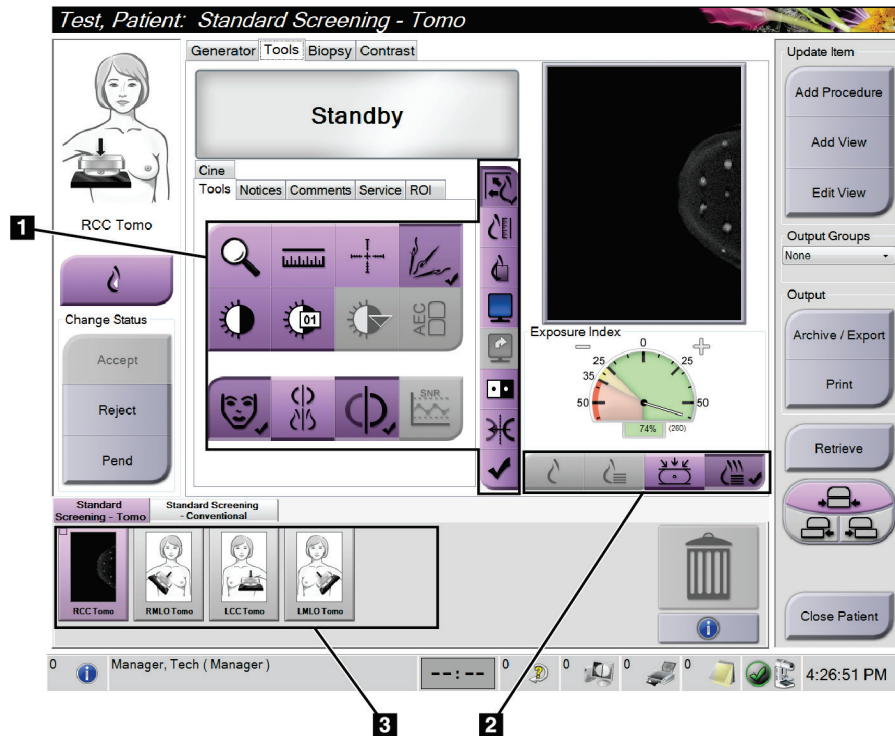 Test, Patient: Standard Screening - Tomo
Generator Tools Biopsy Contrast
Standby
Cine
Tools Notices Comments Service ROI
01
AEC
SNR
RCC Tomo
Change Status
Accept
Reject
Pend
Exposure Index
0
25 25
35
50 50
74% (260)
Update Item
Add Procedure
Add View
Edit View
Output Groups
None
Output
Archive / Export
Print
Retrieve
Close Patient
Standard Screening - Tomo
Standard Screening - Conventional
RCC Tomo
RMLO Tomo
LCC Tomo
LMLO Tomo
0 Manager, Tech ( Manager ) --:-- 0 0 0 0 4:26:51 PM
1
3
2